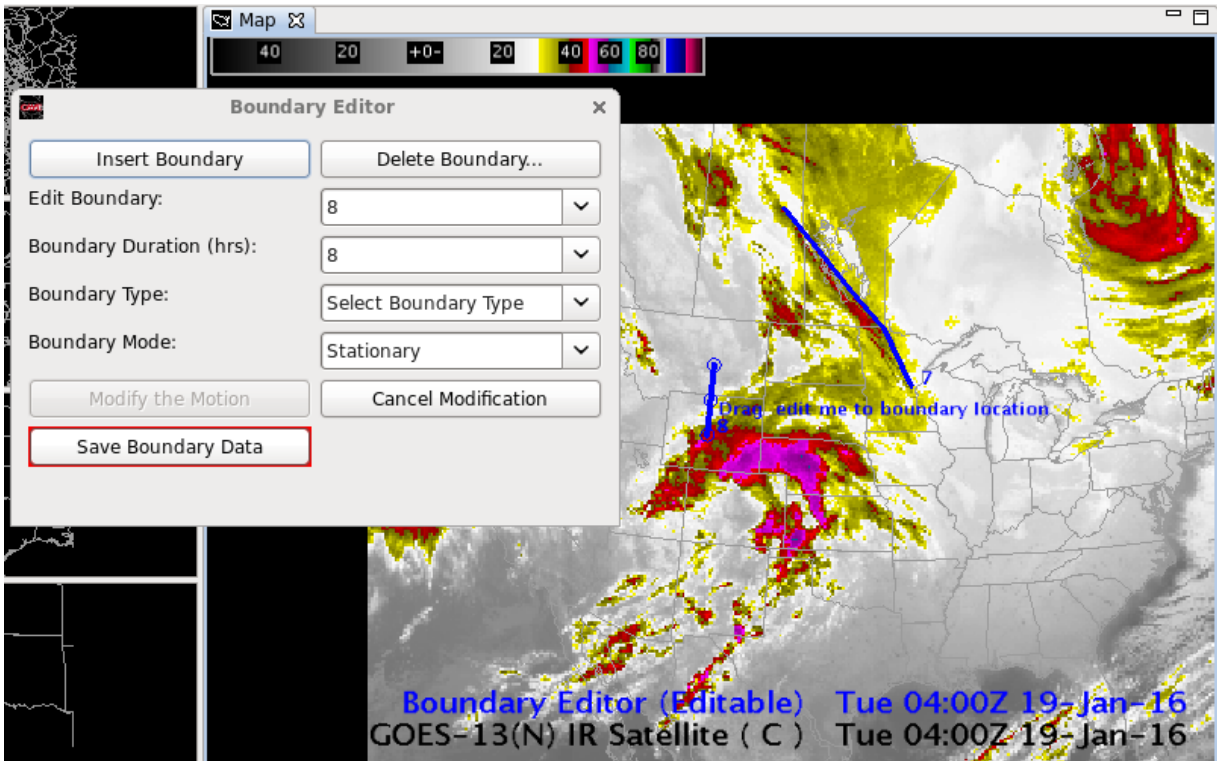 Map
40 20 +0- 20 40 60 80
Boundary Editor
Insert Boundary
Delete Boundary...
Edit Boundary:
8
Boundary Duration (hrs):
8
Boundary Type:
Select Boundary Type
Boundary Mode:
Stationary
Modify the Motion
Cancel Modification
Save Boundary Data
7
Drag, edit me to boundary location
8
Boundary Editor (Editable) Tue 04:00Z 19-Jan-16
GOES-13(N) IR Satellite ( C ) Tue 04:00Z 19-Jan-16